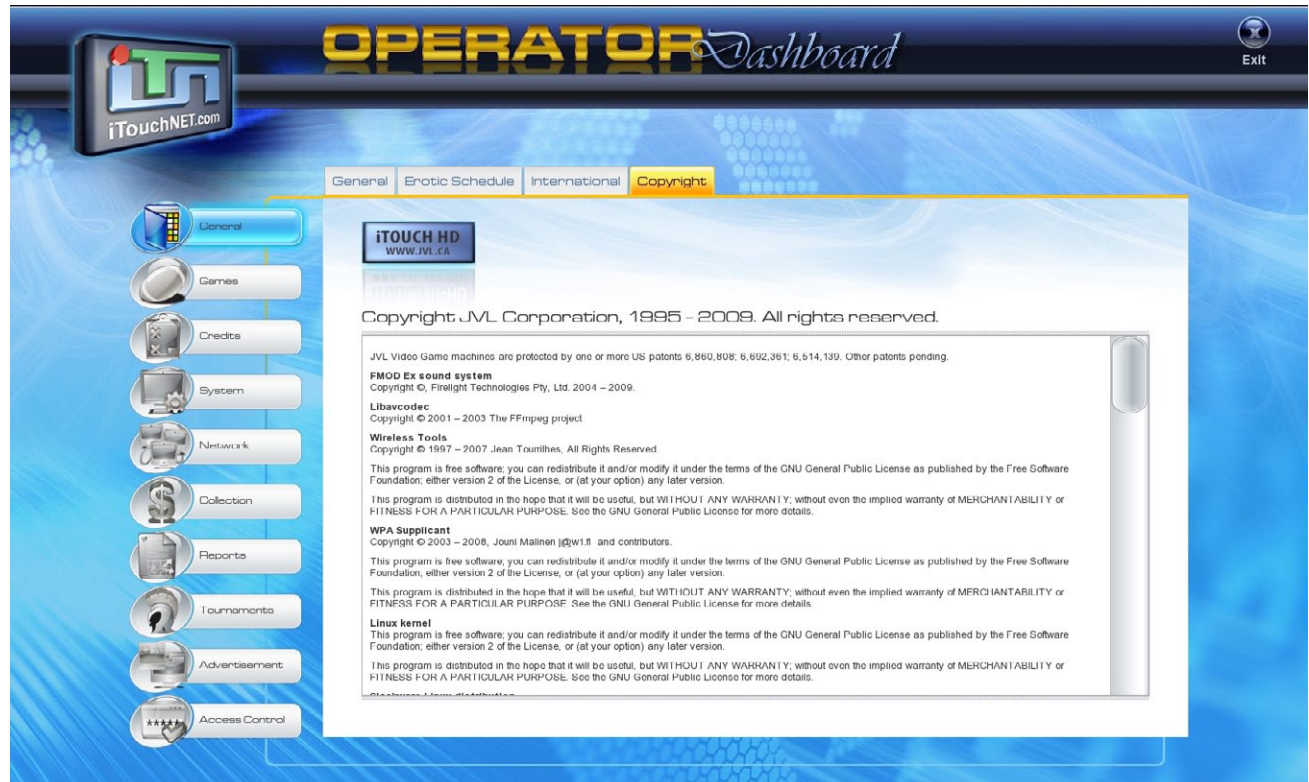 OPERATOR Dashboard
Exit
iTn
iTouchNET.com
General
Erotic Schedule
International
Copyright
General
Games
Credits
System
Network
Collection
Reports
Tournaments
Advertisement
Access Control
iTOUCH HD
WWW.JVL.CA
Copyright JVL Corporation, 1995 - 2009. All rights reserved.
JVL Video Game machines are protected by one or more US patents 6,860,808; 6,692,361; 6,514,139. Other patents pending.
FMOD Ex sound system
Copyright ©, Firelight Technologies Pty, Ltd. 2004 – 2009.
Libavcodec
Copyright © 2001 – 2003 The FFmpeg project
Wireless Tools
Copyright © 1997 – 2007 Jean Tourrilhes, All Rights Reserved
This program is free software; you can redistribute it and/or modify it under the terms of the GNU General Public License as published by the Free Software
Foundation; either version 2 of the License, or (at your option) any later version.
This program is distributed in the hope that it will be useful, but WITHOUT ANY WARRANTY; without even the implied warranty of MERCHANTABILITY or
FITNESS FOR A PARTICULAR PURPOSE. See the GNU General Public License for more details.
WPA Supplicant
Copyright © 2003 – 2008, Jouni Malinen j@w1.fi and contributors.
This program is free software; you can redistribute it and/or modify it under the terms of the GNU General Public License as published by the Free Software
Foundation; either version 2 of the License, or (at your option) any later version.
This program is distributed in the hope that it will be useful, but WITHOUT ANY WARRANTY; without even the implied warranty of MERCHANTABILITY or
FITNESS FOR A PARTICULAR PURPOSE. See the GNU General Public License for more details.
Linux kernel
This program is free software; you can redistribute it and/or modify it under the terms of the GNU General Public License as published by the Free Software
Foundation; either version 2 of the License, or (at your option) any later version.
This program is distributed in the hope that it will be useful, but WITHOUT ANY WARRANTY; without even the implied warranty of MERCHANTABILITY or
FITNESS FOR A PARTICULAR PURPOSE. See the GNU General Public License for more details.